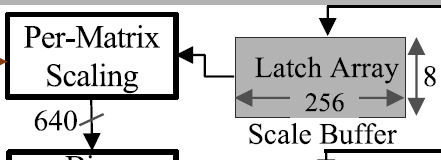 Per-Matrix
Scaling
640
Latch Array
256
8
Scale Buffer